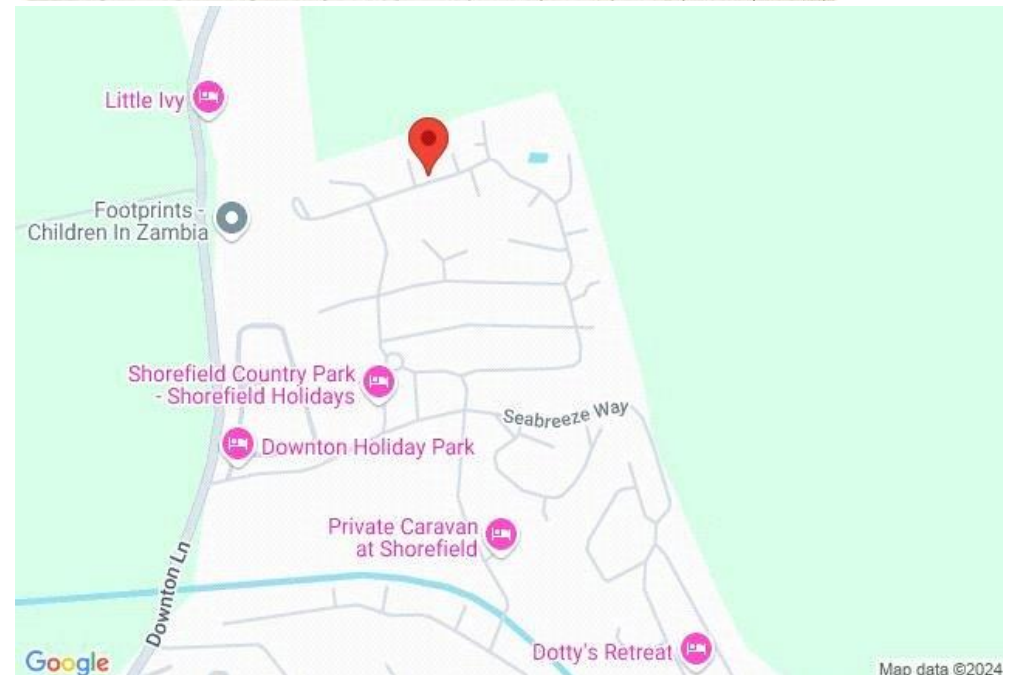 Little Ivy
Footprints -
Children In Zambia
Shorefield Country Park
- Shorefield Holidays
Seabreeze Way
Downton Holiday Park
Private Caravan
at Shorefield
Downton Ln
Dotty's Retreat
Google
Map data ©2024